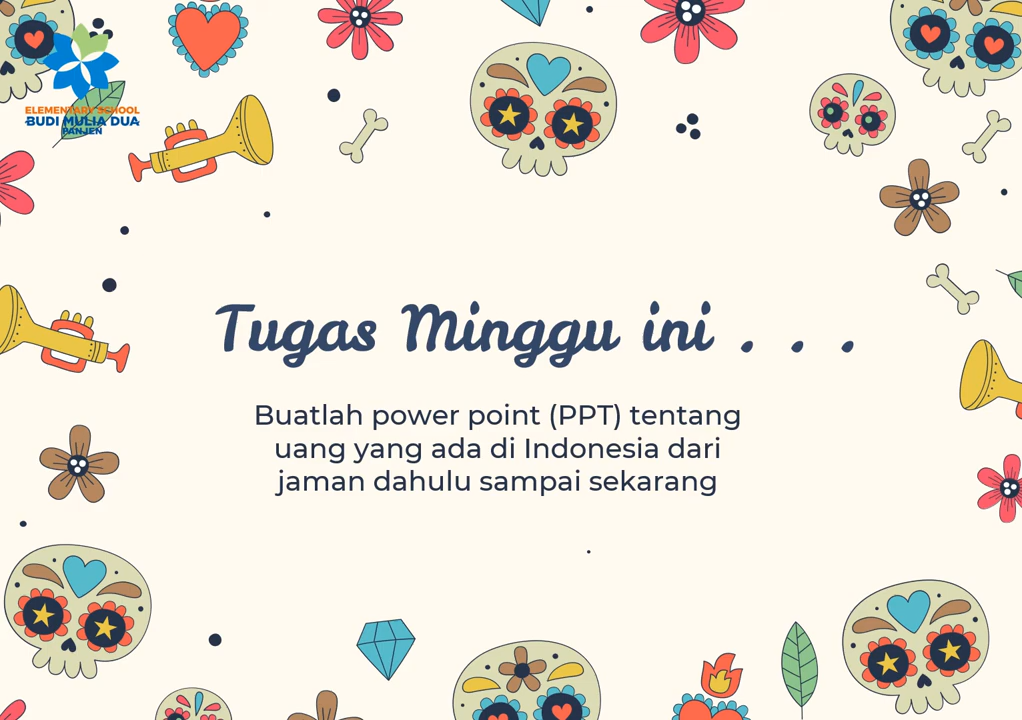 ELEMENTARY SCHOOL
BUDI MULIA DUA
PANJEN
Tugas Minggu ini . . .
Buatlah power point (PPT) tentang
uang yang ada di Indonesia dari
jaman dahulu sampai sekarang